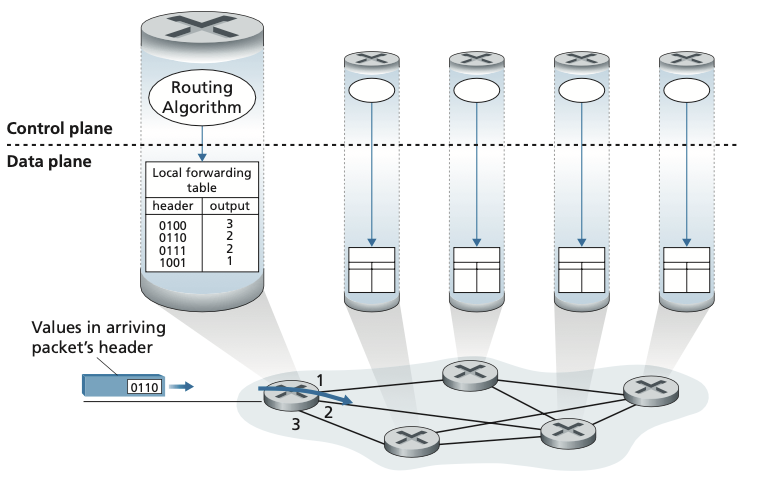 Routing
Algorithm
Control plane
Data plane
Local forwarding
table
header output
0100 3
0110 2
0111 2
1001 1
Values in arriving
packet's header
0110
1
2
3